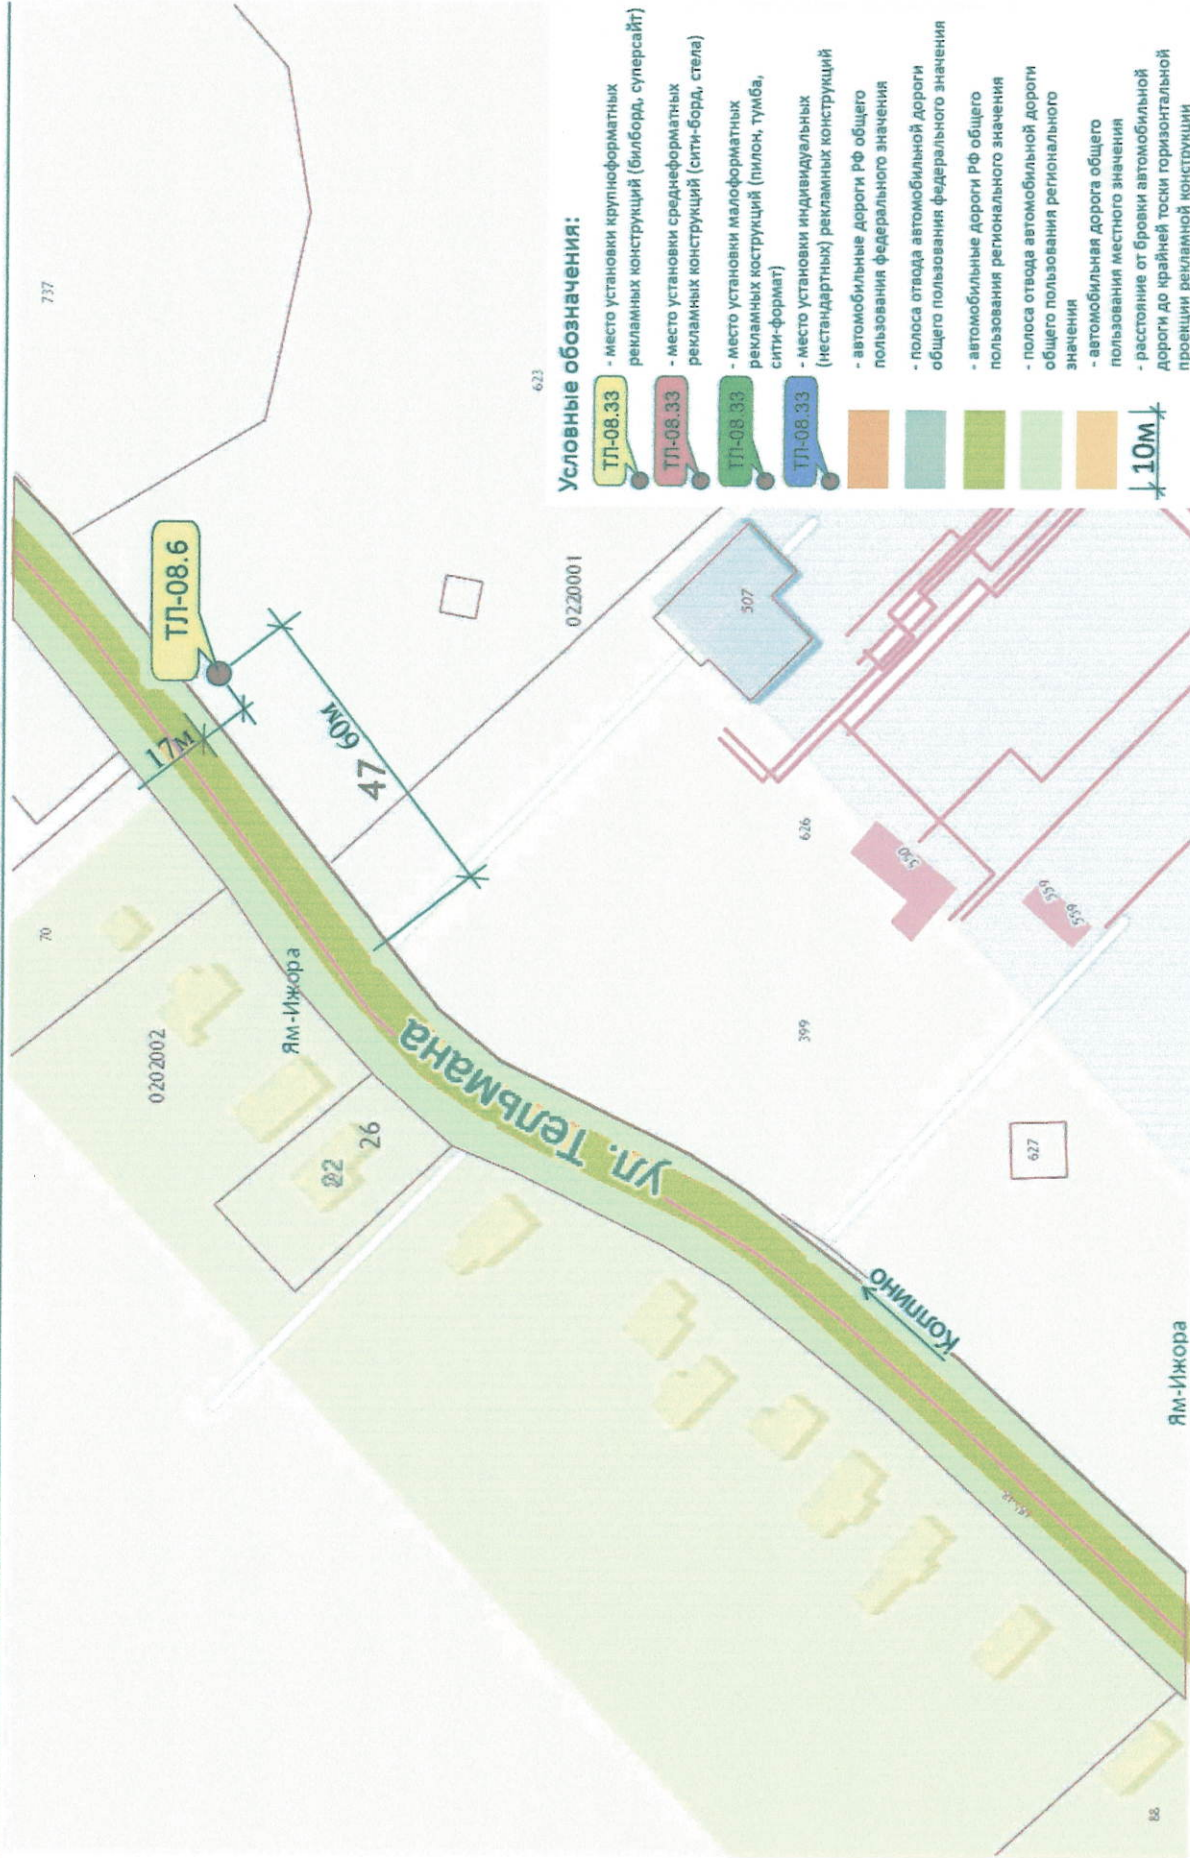 737
623
ТЛ-08.6
17м
60м
47
0220001
507
626
550
559
559
399
627
70
0202002
Ям-Ижора
22
26
ул. Тельмана
Колпино
Ям-Ижора
88
Условные обозначения:
ТЛ-08.33 - место установки крупноформатных
рекламных конструкций (билборд, суперсайт)
ТЛ-08.33 - место установки среднеформатных
рекламных конструкций (сити-борд, стела)
ТЛ-08.33 - место установки малоформатных
рекламных кострукций (пилон, тумба,
сити-формат)
ТЛ-08.33 - место установки индивидуальных
(нестандартных) рекламных конструкций
- автомобильные дороги РФ общего
пользования федерального значения
- полоса отвода автомобильной дороги
общего пользования федерального значения
- автомобильные дороги РФ общего
пользования регионального значения
- полоса отвода автомобильной дороги
общего пользования регионального
значения
- автомобильная дорога общего
пользования местного значения
10м - расстояние от бровки автомобильной
дороги до крайней тоски горизонтальной
проекции рекламной конструкции